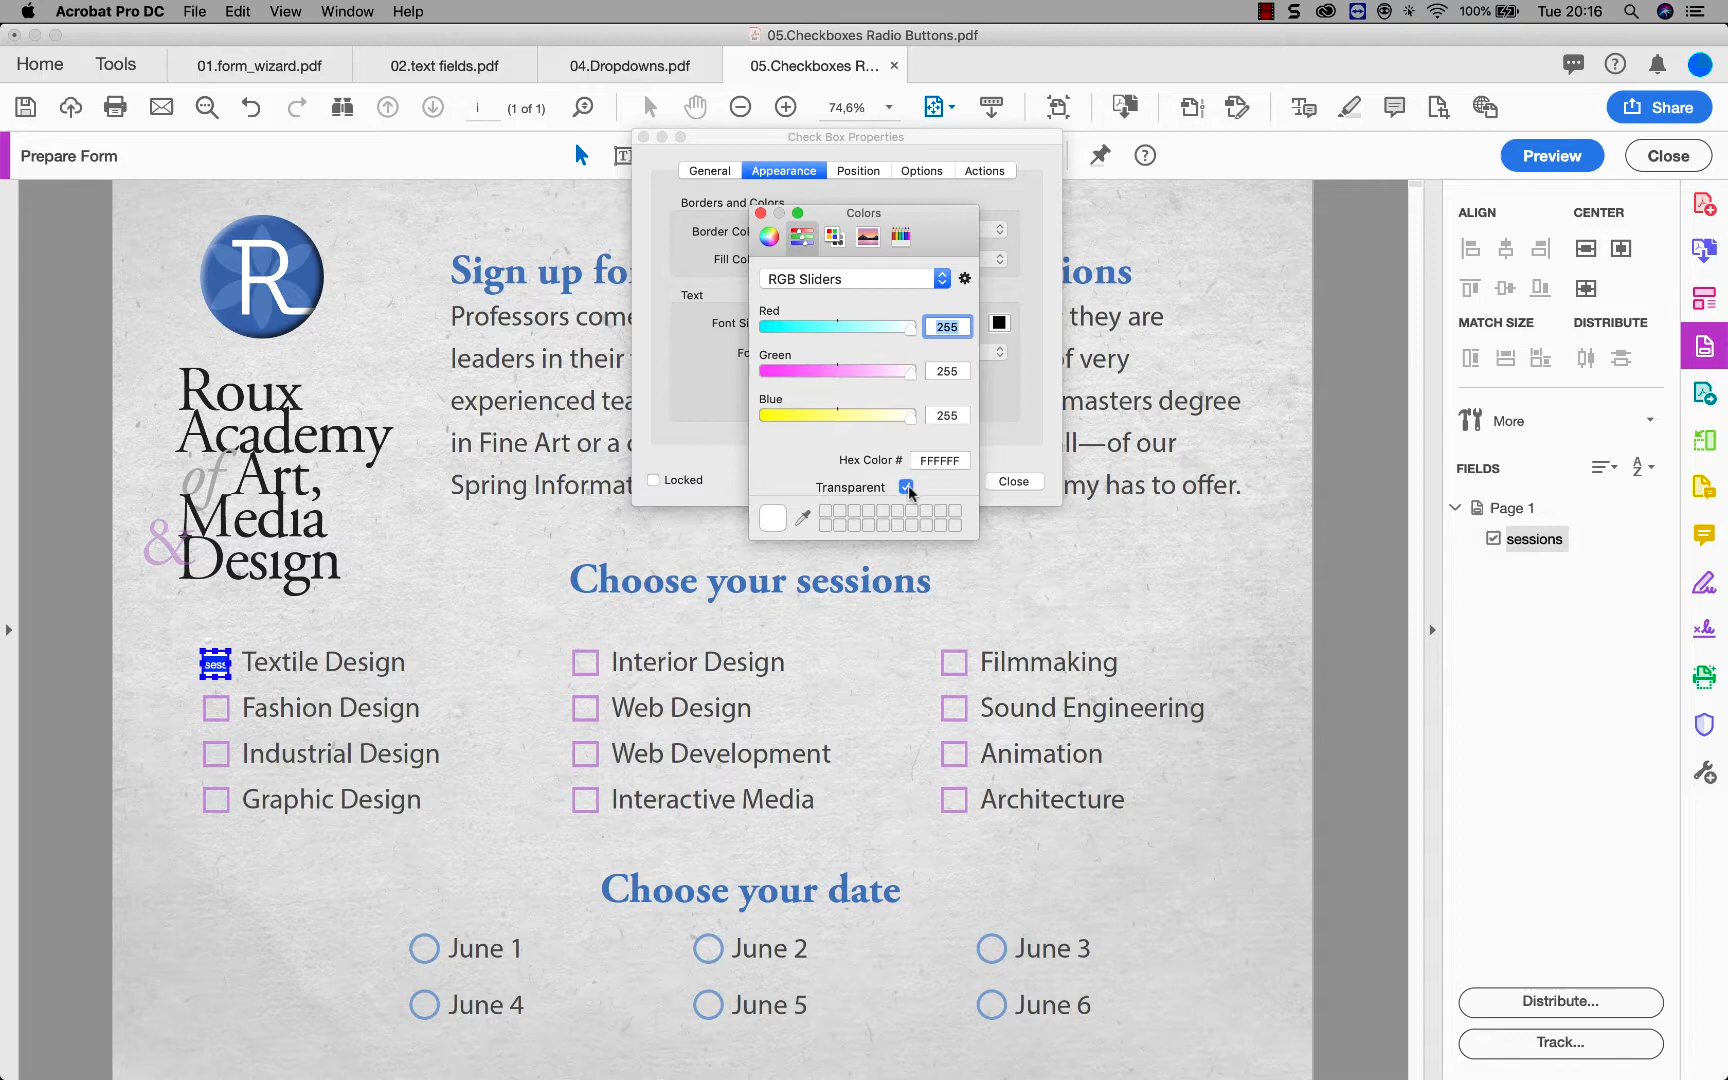 Acrobat Pro DC File Edit View Window Help 100% Tue 20:16
05.Checkboxes Radio Buttons.pdf
Home Tools 01.form_wizard.pdf 02.text fields.pdf 04.Dropdowns.pdf 05.Checkboxes R... ×
i (1 of 1) 74,6% Share
Prepare Form Preview Close
Check Box Properties
General Appearance Position Options Actions
Borders and Colors
Border Col
Fill Col
Text
Font Si
Fo
Locked
Close
Colors
RGB Sliders
Red
255
Green
255
Blue
255
Hex Color # FFFFFF
Transparent
R
Roux
Academy
of Art,
Media
& Design
Sign up fo ions
Professors come they are
leaders in their f very
experienced tea masters degree
in Fine Art or a c ll—of our
Spring Informat my has to offer.
Choose your sessions
sess Textile Design Interior Design Filmmaking
Fashion Design Web Design Sound Engineering
Industrial Design Web Development Animation
Graphic Design Interactive Media Architecture
Choose your date
June 1 June 2 June 3
June 4 June 5 June 6
ALIGN CENTER
MATCH SIZE DISTRIBUTE
More
FIELDS
Page 1
sessions
Distribute...
Track...